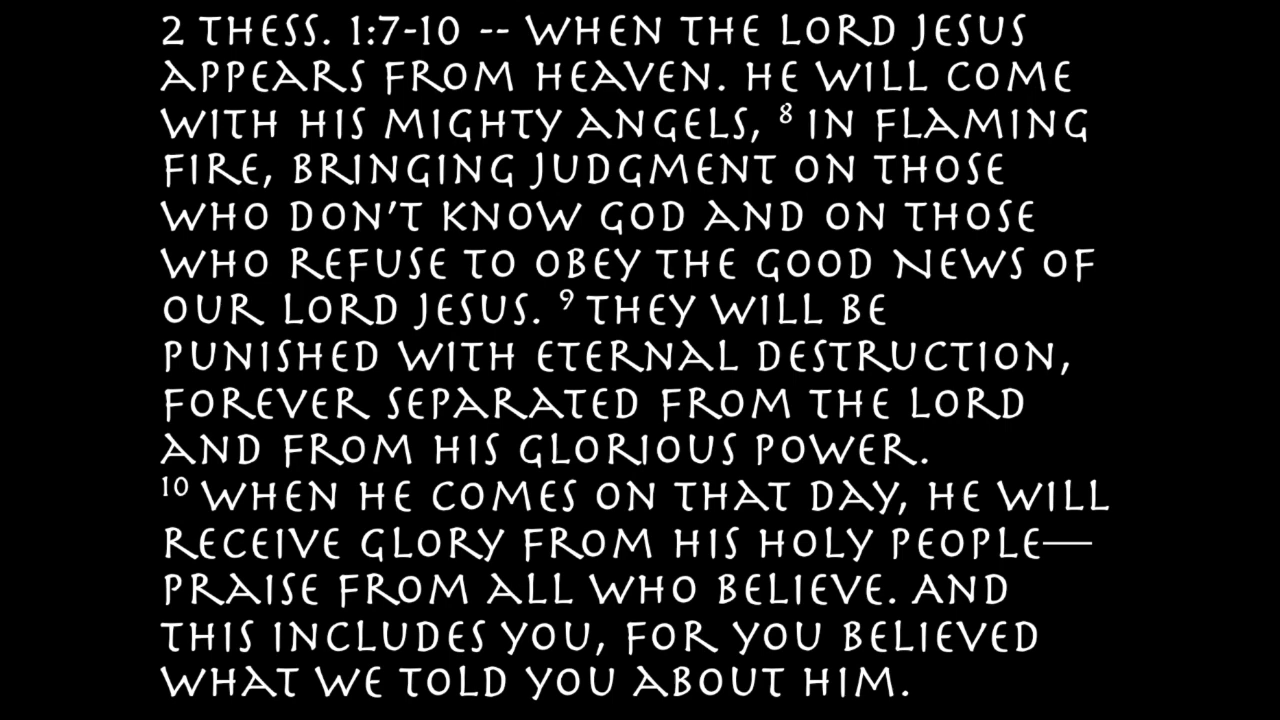 2 THESS. 1:7-10 -- WHEN THE LORD JESUS
APPEARS FROM HEAVEN. HE WILL COME
WITH HIS MIGHTY ANGELS, ⁸ IN FLAMING
FIRE, BRINGING JUDGMENT ON THOSE
WHO DON’T KNOW GOD AND ON THOSE
WHO REFUSE TO OBEY THE GOOD NEWS OF
OUR LORD JESUS. ⁹ THEY WILL BE
PUNISHED WITH ETERNAL DESTRUCTION,
FOREVER SEPARATED FROM THE LORD
AND FROM HIS GLORIOUS POWER.
¹⁰ WHEN HE COMES ON THAT DAY, HE WILL
RECEIVE GLORY FROM HIS HOLY PEOPLE—
PRAISE FROM ALL WHO BELIEVE. AND
THIS INCLUDES YOU, FOR YOU BELIEVED
WHAT WE TOLD YOU ABOUT HIM.